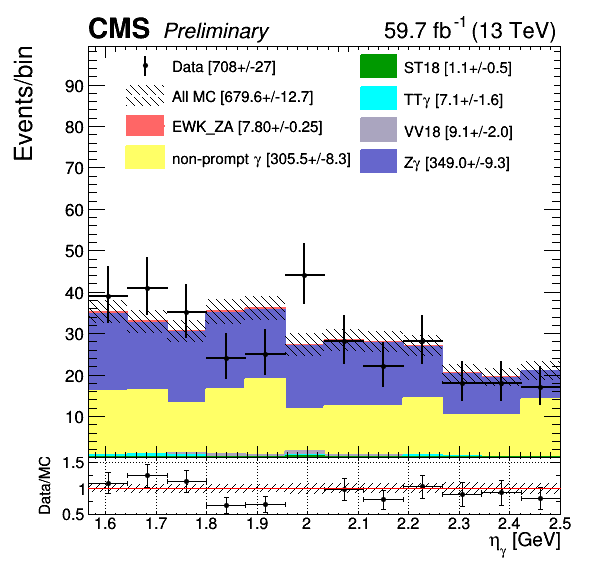 CMS Preliminary 59.7 fb⁻¹ (13 TeV)
Events/bin
Data [708+/-27]
All MC [679.6+/-12.7]
EWK_ZA [7.80+/-0.25]
non-prompt γ [305.5+/-8.3]
ST18 [1.1+/-0.5]
TTγ [7.1+/-1.6]
VV18 [9.1+/-2.0]
Zγ [349.0+/-9.3]
90
80
70
60
50
40
30
20
10
Data/MC
1.5
1
0.5
1.6 1.7 1.8 1.9 2 2.1 2.2 2.3 2.4 2.5
ηγ [GeV]